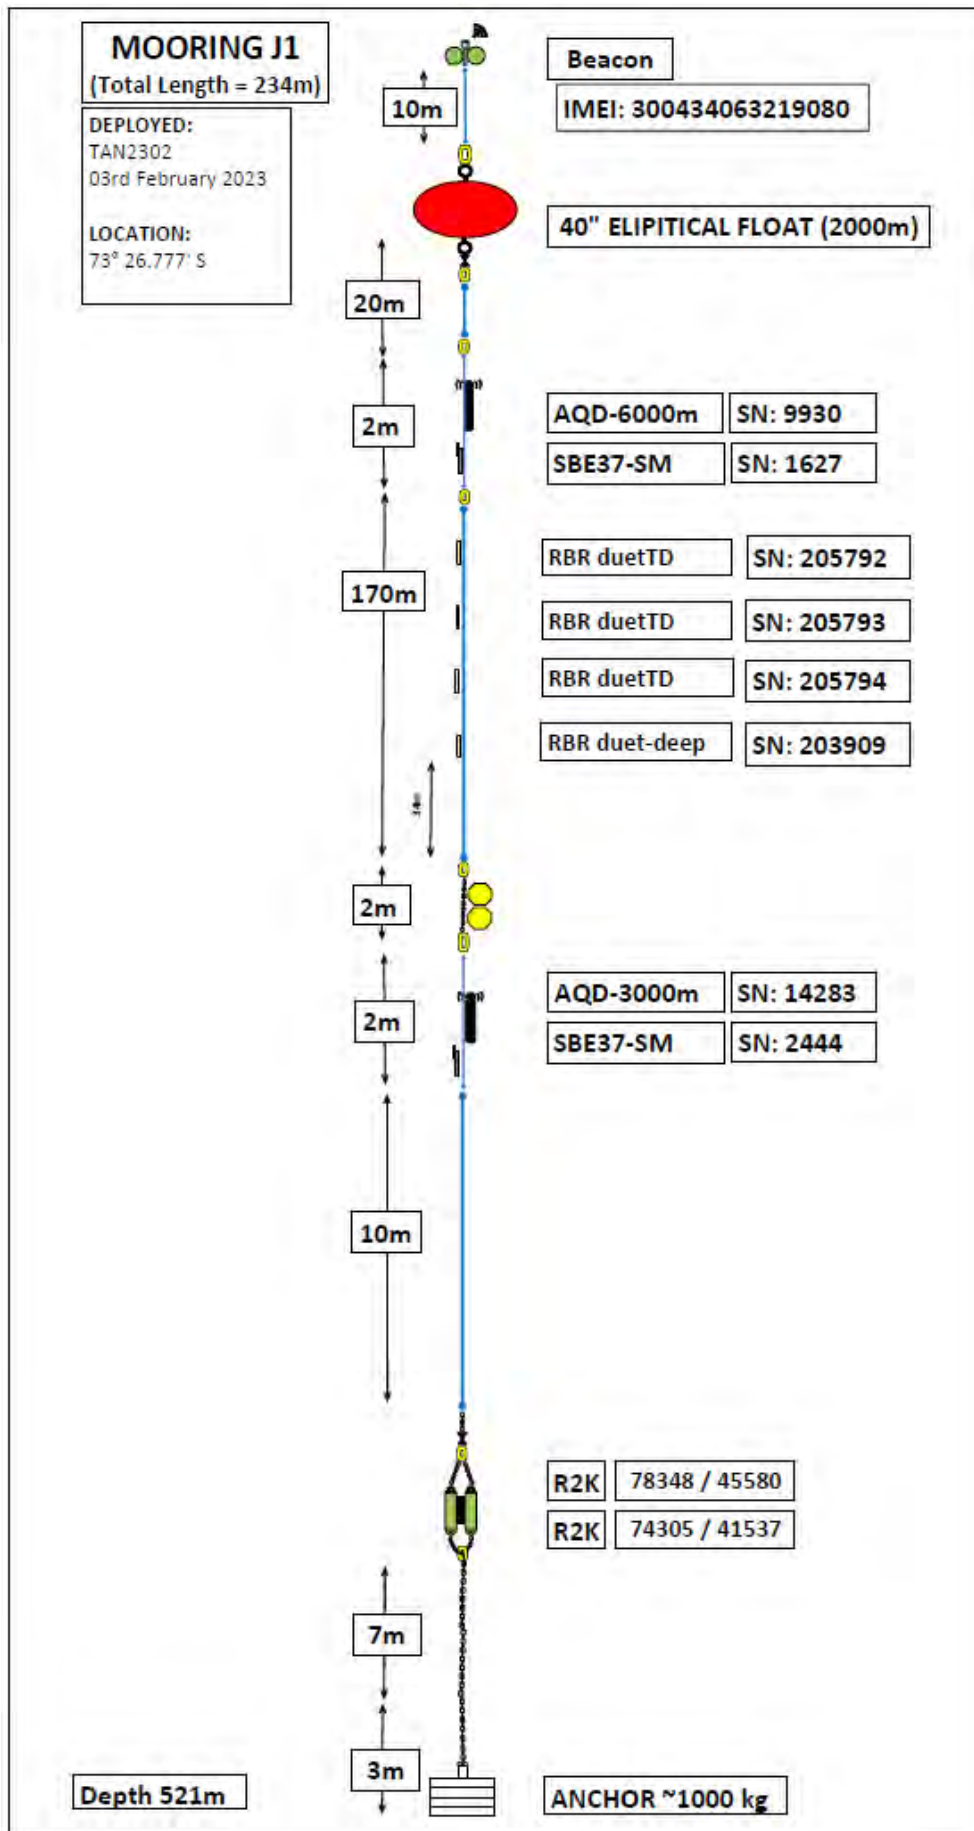 MOORING J1
(Total Length = 234m)
DEPLOYED:
TAN2302
03rd February 2023
LOCATION:
73° 26.777' S
Beacon
IMEI: 300434063219080
10m
40" ELIPITICAL FLOAT (2000m)
20m
2m
AQD-6000m SN: 9930
SBE37-SM SN: 1627
170m
RBR duetTD SN: 205792
RBR duetTD SN: 205793
RBR duetTD SN: 205794
RBR duet-deep SN: 203909
34m
2m
2m
AQD-3000m SN: 14283
SBE37-SM SN: 2444
10m
R2K 78348 / 45580
R2K 74305 / 41537
7m
3m
Depth 521m
ANCHOR ~1000 kg